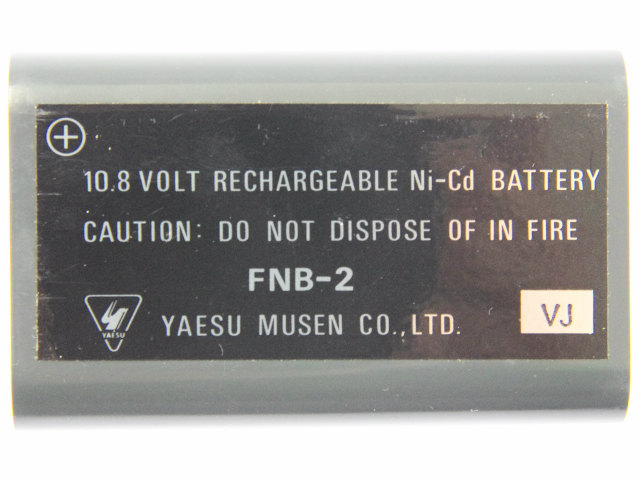 10.8 VOLT RECHARGEABLE Ni-Cd BATTERY
CAUTION: DO NOT DISPOSE OF IN FIRE
FNB-2
YAESU
YAESU MUSEN CO.,LTD.
VJ